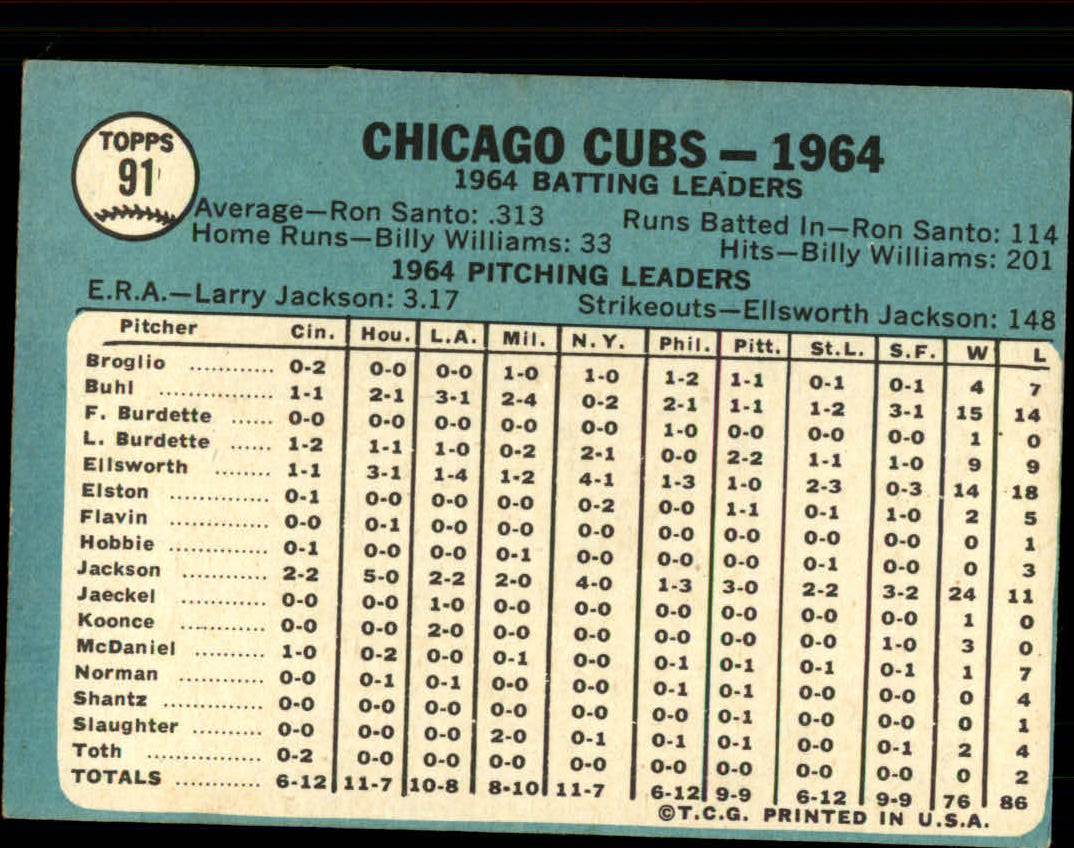 TOPPS
91
CHICAGO CUBS — 1964
1964 BATTING LEADERS
Average—Ron Santo: .313 Runs Batted In—Ron Santo: 114
Home Runs—Billy Williams: 33 Hits—Billy Williams: 201
1964 PITCHING LEADERS
E.R.A.—Larry Jackson: 3.17 Strikeouts—Ellsworth Jackson: 148
Pitcher Cin. Hou. L.A. Mil. N.Y. Phil. Pitt. St.L. S.F. W L
Broglio ............ 0-2 0-0 0-0 1-0 1-0 1-2 1-1 0-1 0-1 4 7
Buhl ................ 1-1 2-1 3-1 2-4 0-2 2-1 1-1 1-2 3-1 15 14
F. Burdette ...... 0-0 0-0 0-0 0-0 0-0 1-0 0-0 0-0 0-0 1 0
L. Burdette ...... 1-2 1-1 1-0 0-2 2-1 0-0 2-2 1-1 1-0 9 9
Ellsworth ........ 1-1 3-1 1-4 1-2 4-1 1-3 1-0 2-3 0-3 14 18
Elston .............. 0-1 0-0 0-0 0-0 0-2 0-0 1-1 0-1 1-0 2 5
Flavin .............. 0-0 0-1 0-0 0-0 0-0 0-0 0-0 0-0 0-0 0 1
Hobbie .............. 0-1 0-0 0-0 0-1 0-0 0-0 0-0 0-1 0-0 0 3
Jackson ............ 2-2 5-0 2-2 2-0 4-0 1-3 3-0 2-2 3-2 24 11
Jaeckel ............ 0-0 0-0 1-0 0-0 0-0 0-0 0-0 0-0 0-0 1 0
Koonce ............ 0-0 0-0 2-0 0-0 0-0 0-0 0-0 0-0 1-0 3 0
McDaniel .......... 1-0 0-2 0-0 0-1 0-0 0-1 0-1 0-1 0-1 1 7
Norman ............ 0-0 0-1 0-1 0-0 0-0 0-1 0-1 0-0 0-0 0 4
Shantz .............. 0-0 0-0 0-0 0-0 0-0 0-0 0-1 0-0 0-0 0 1
Slaughter .......... 0-0 0-0 0-0 2-0 0-1 0-1 0-1 0-0 0-1 2 4
Toth ................ 0-2 0-0 0-0 0-0 0-0 0-0 0-0 0-0 0-0 0 2
TOTALS ............ 6-12 11-7 10-8 8-10 11-7 6-12 9-9 6-12 9-9 76 86
©T.C.G. PRINTED IN U.S.A.